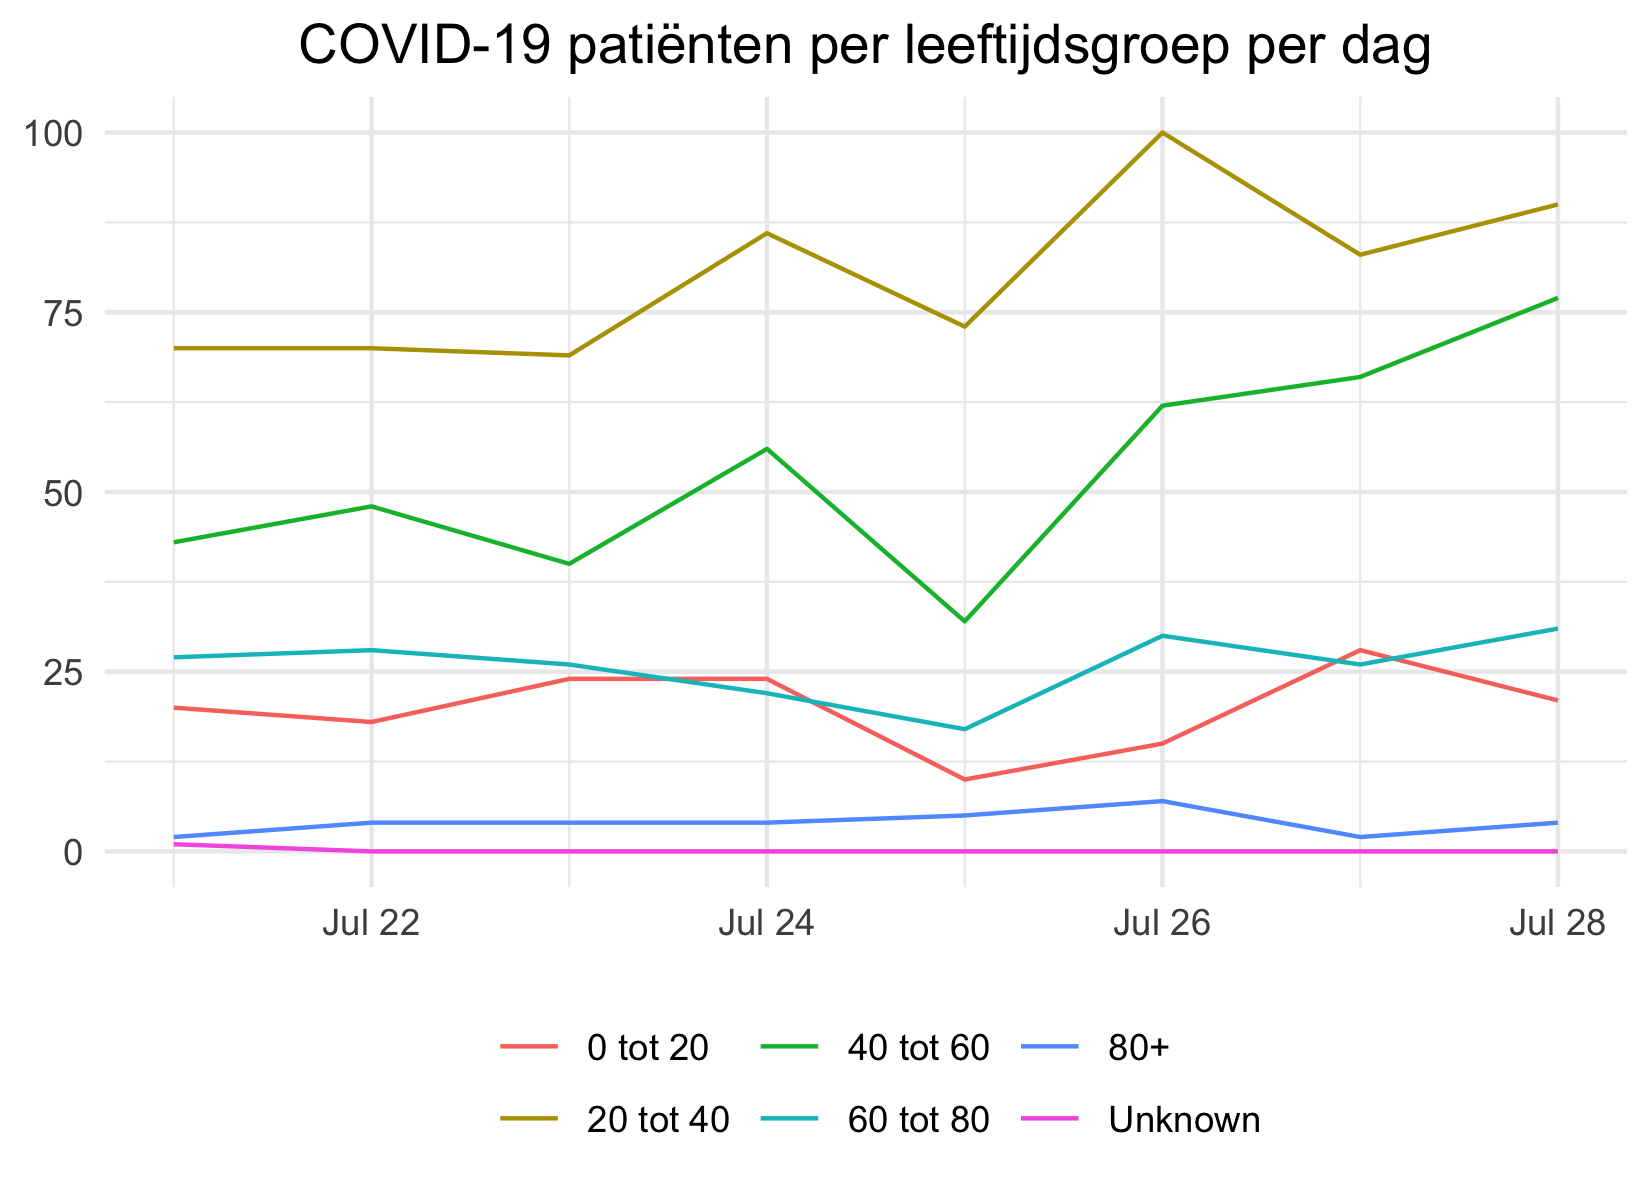 COVID-19 patiënten per leeftijdsgroep per dag
100
75
50
25
0
Jul 22 Jul 24 Jul 26 Jul 28
0 tot 20 40 tot 60 80+
20 tot 40 60 tot 80 Unknown